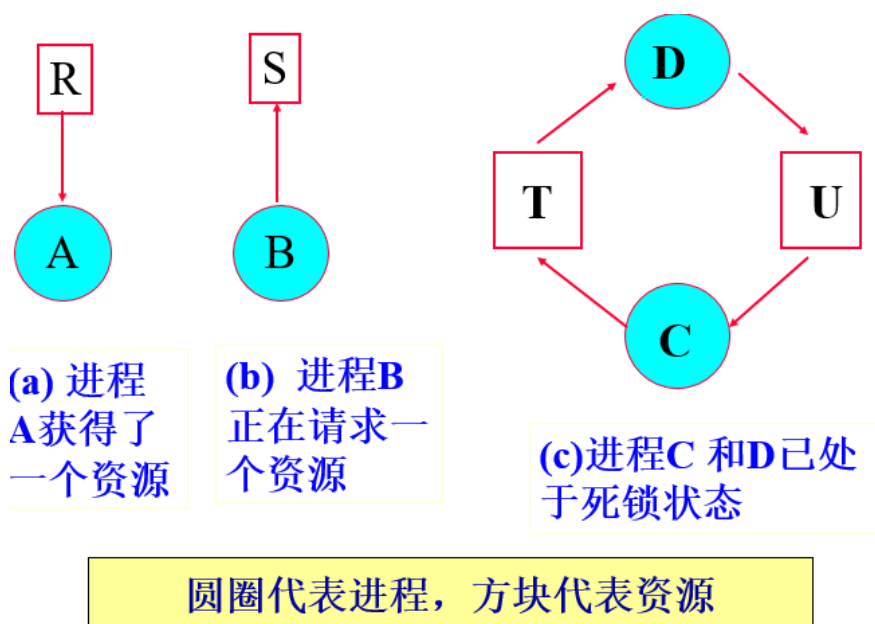 R
S
D
T
U
A
B
C
(a) 进程
A获得了
一个资源
(b) 进程B
正在请求一
个资源
(c)进程C 和D已处
于死锁状态
圆圈代表进程，方块代表资源